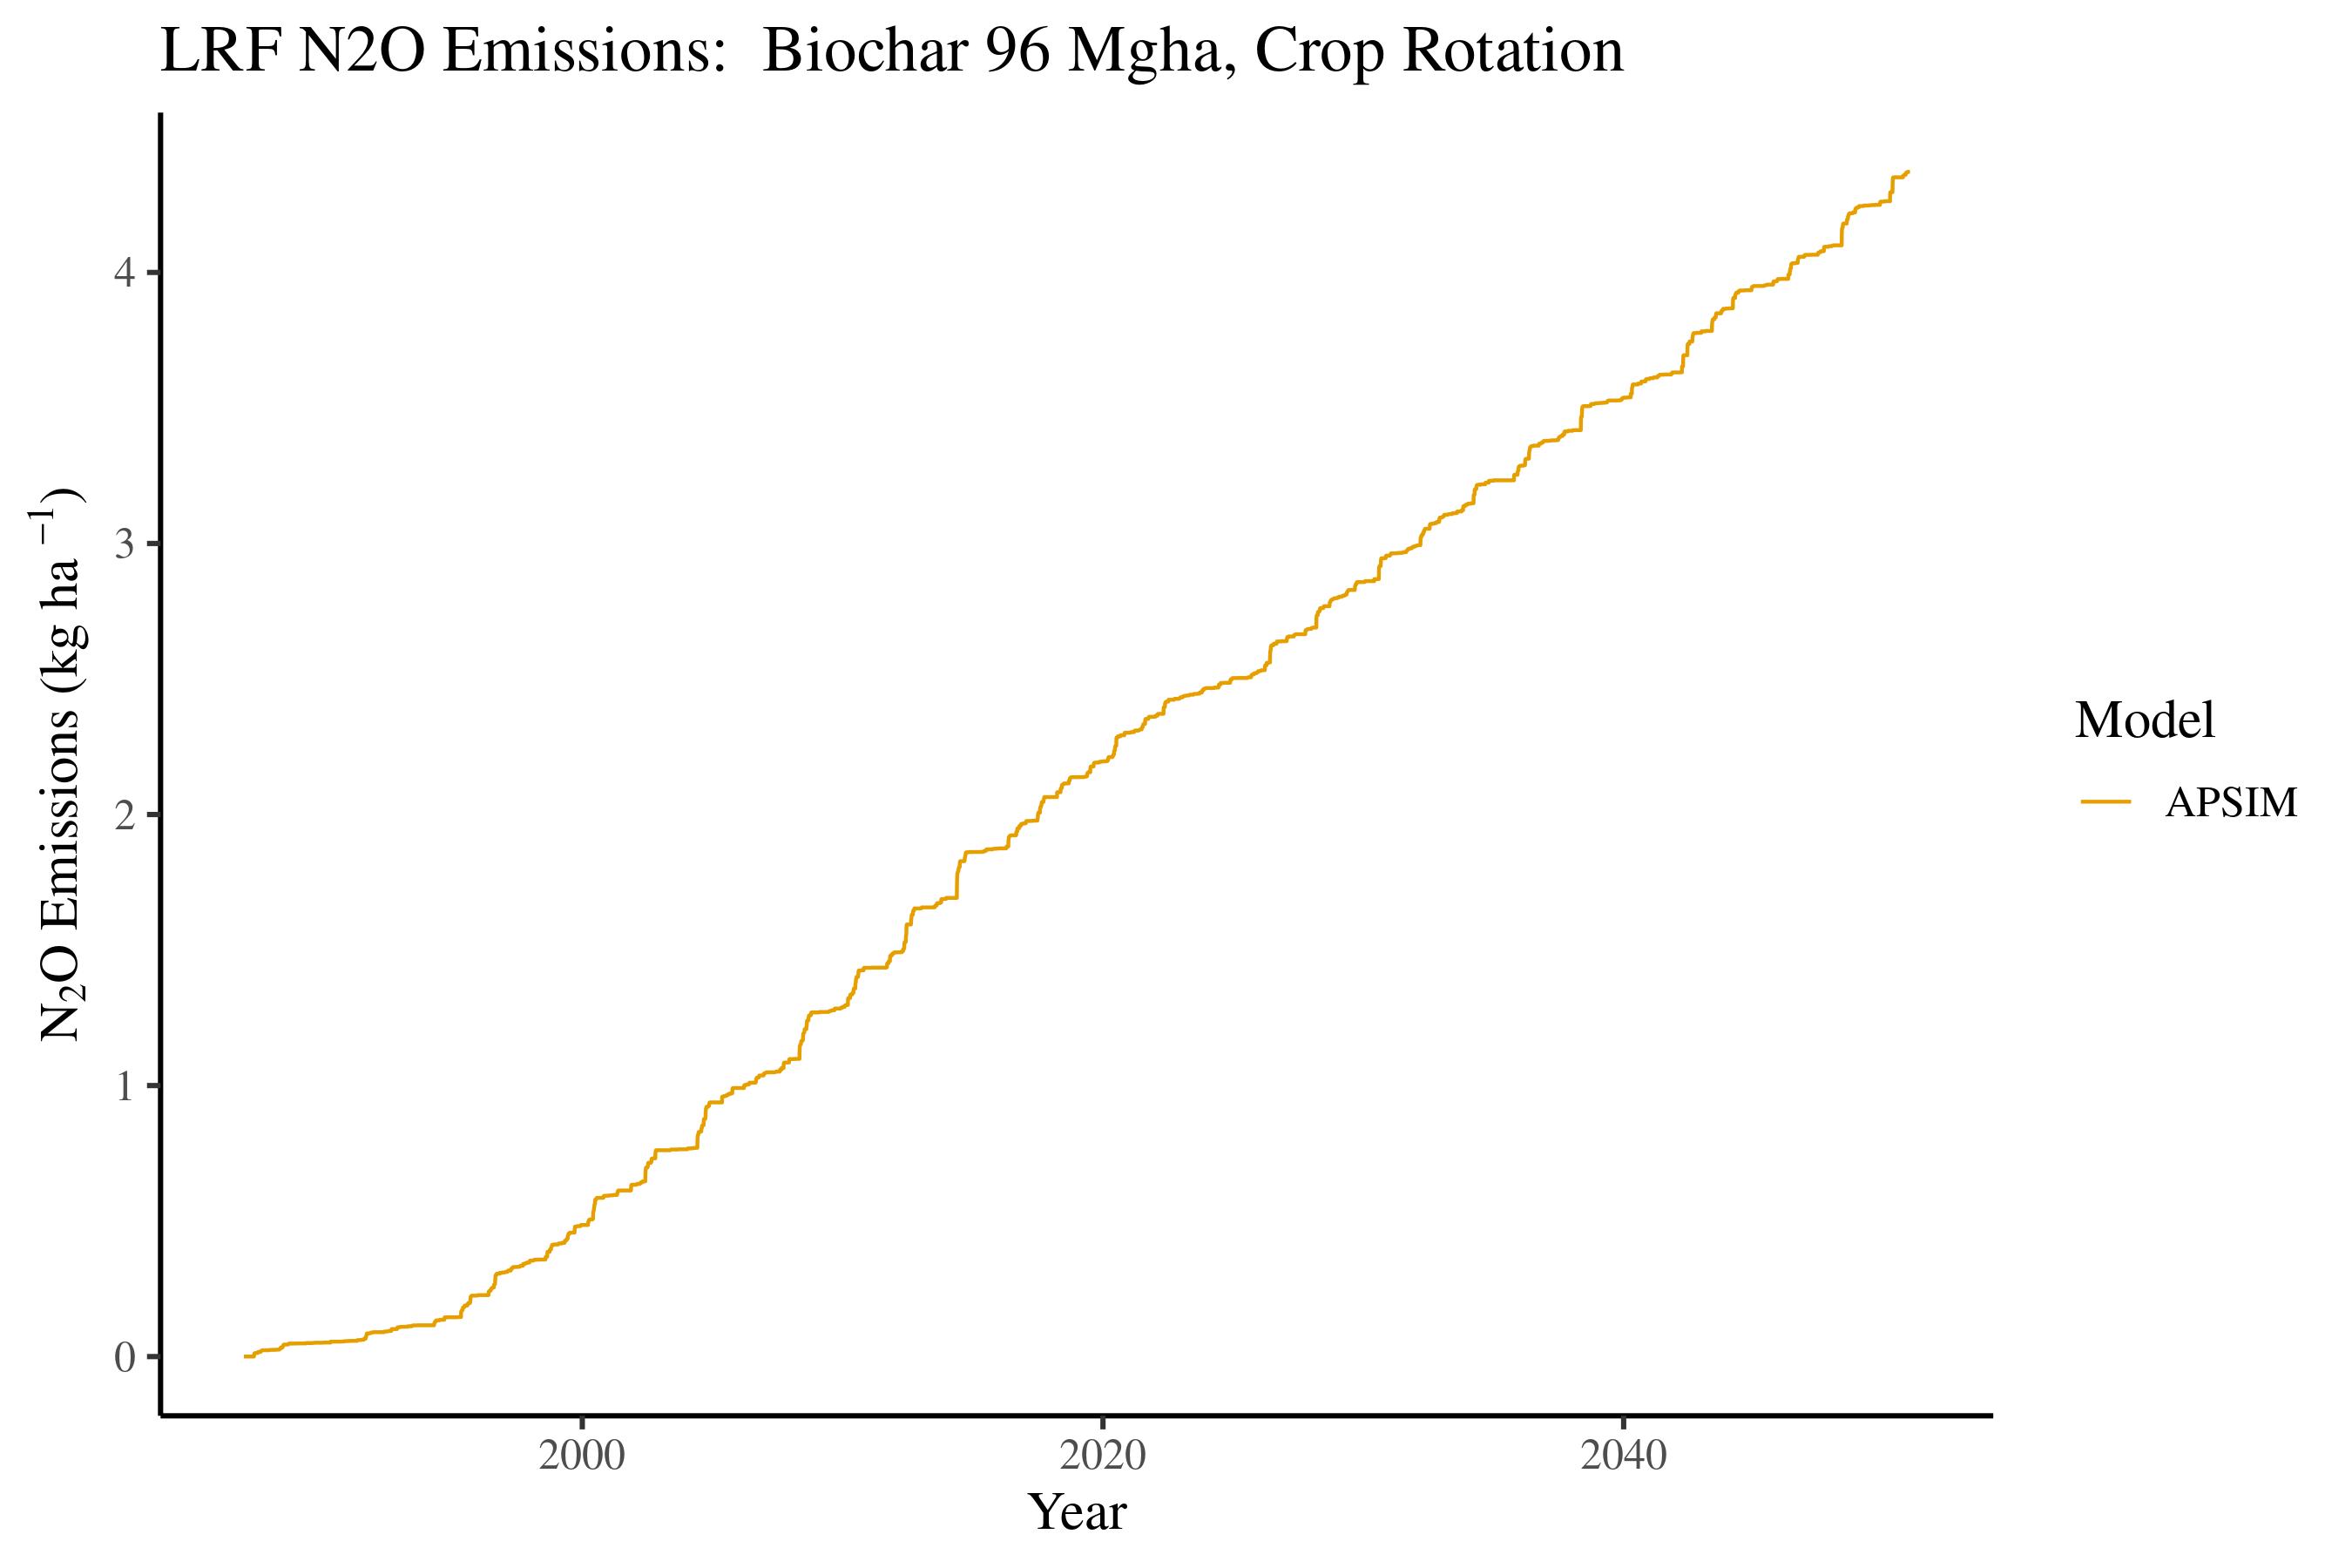 LRF N2O Emissions:  Biochar 96 Mgha, Crop Rotation
N₂O Emissions (kg ha ⁻¹)
4
3
2
1
0
2000 2020 2040
Year
Model
APSIM